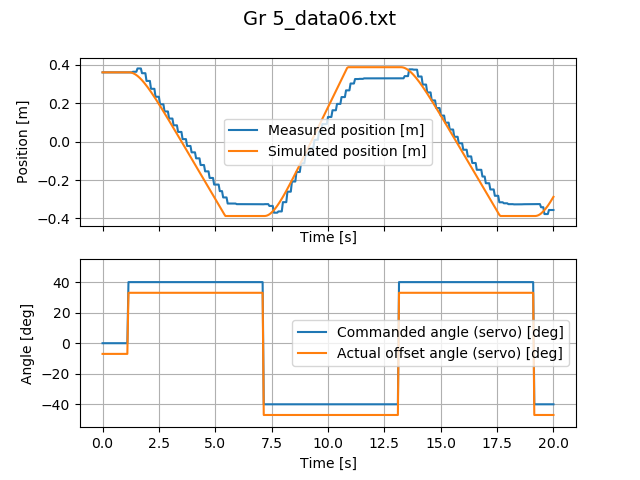 Gr 5_data06.txt
Position [m]
0.4
0.2
0.0
−0.2
−0.4
Measured position [m]
Simulated position [m]
Time [s]
Angle [deg]
40
20
0
−20
−40
Commanded angle (servo) [deg]
Actual offset angle (servo) [deg]
0.0 2.5 5.0 7.5 10.0 12.5 15.0 17.5 20.0
Time [s]